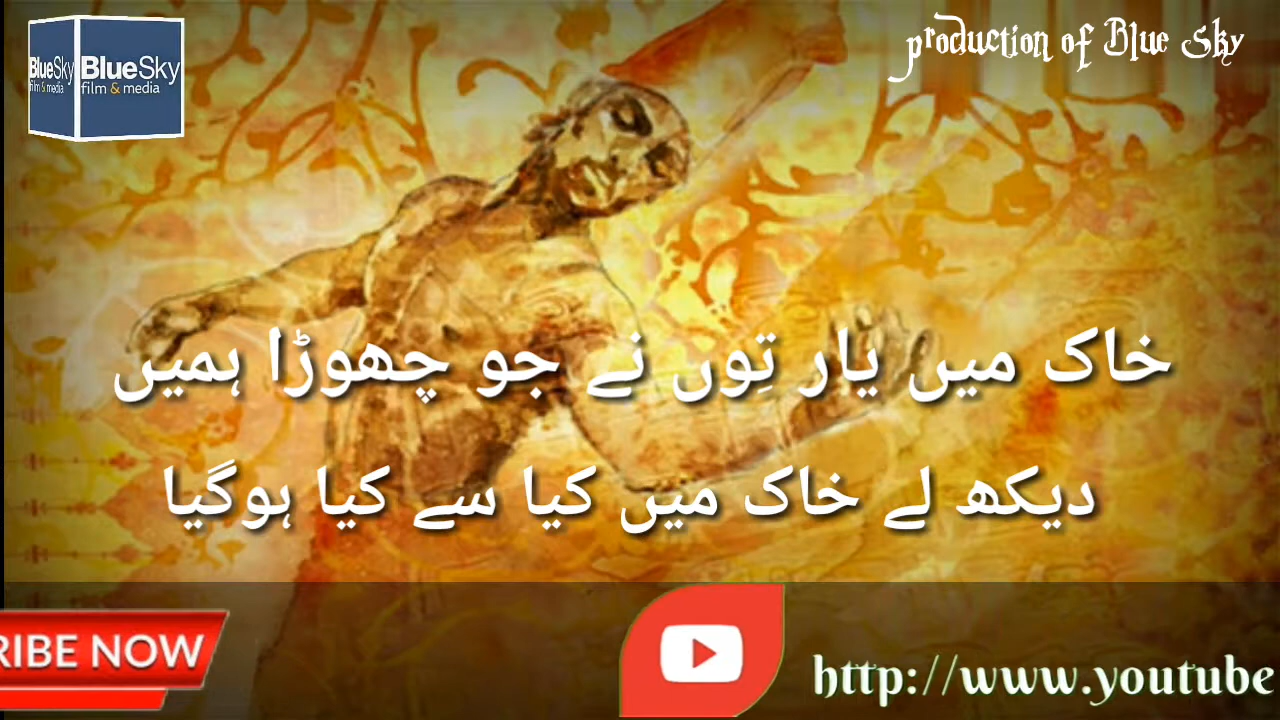 BlueSky
film & media
BlueSky
film & media
production of Blue Sky
خاک میں یار تِوں نے جو چھوڑا ہمیں
دیکھ لے خاک میں کیا سے کیا ہوگیا
RIBE NOW
http://www.youtube